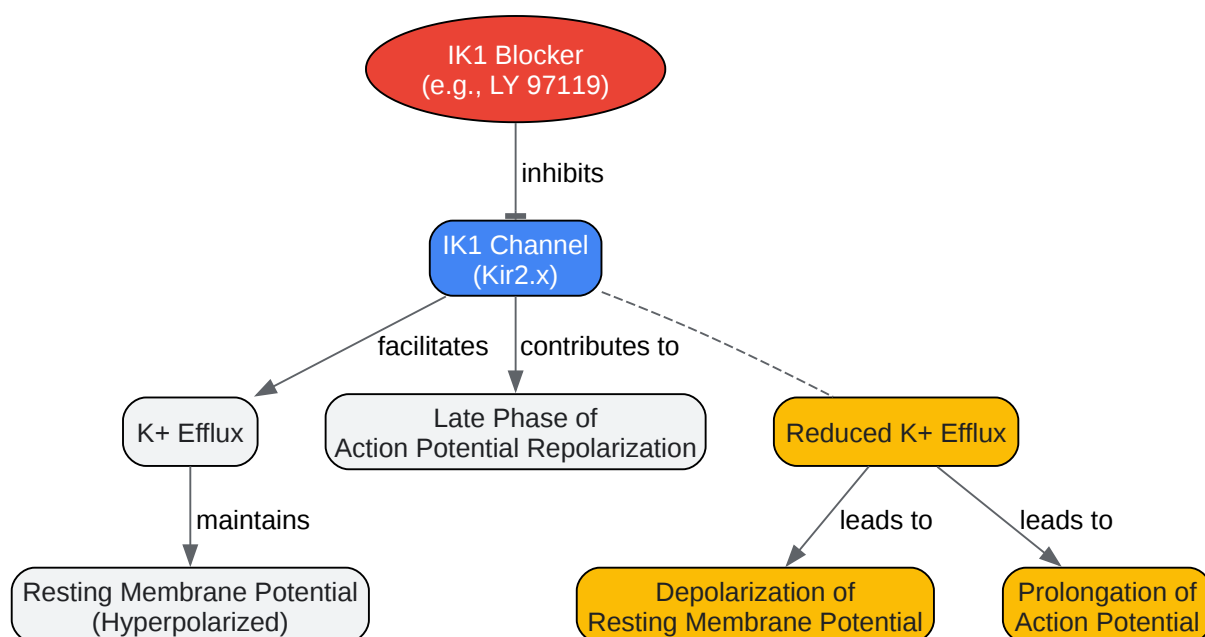 IK1 Blocker
(e.g., LY 97119)
inhibits
IK1 Channel
(Kir2.x)
facilitates
contributes to
K+ Efflux
Late Phase of
Action Potential Repolarization
Reduced K+ Efflux
maintains
leads to
leads to
Resting Membrane Potential
(Hyperpolarized)
Depolarization of
Resting Membrane Potential
Prolongation of
Action Potential